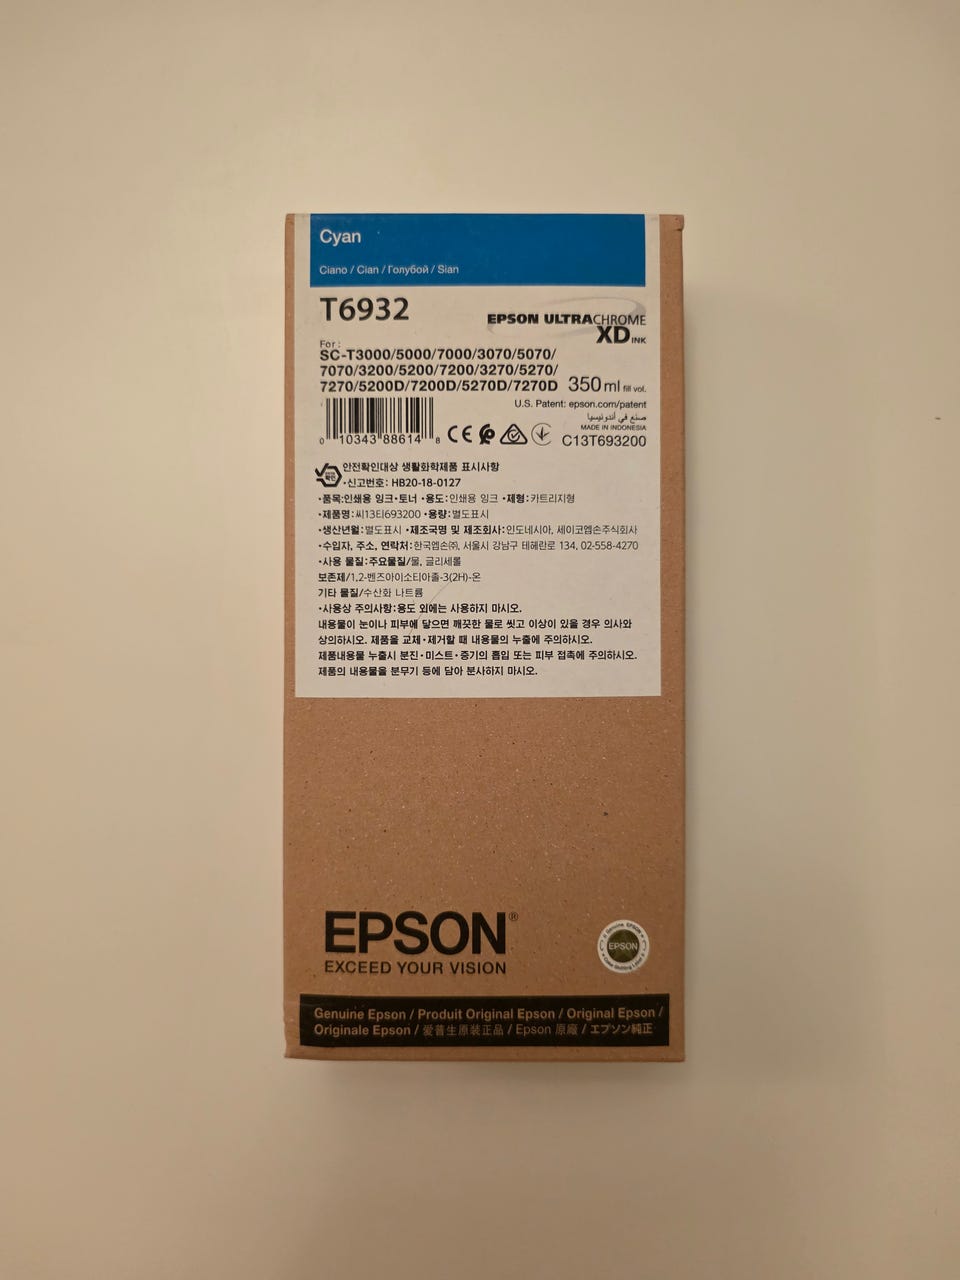 Cyan
Ciano / Cian / Голубой / Sian
T6932
EPSON ULTRACHROME
XD INK
For :
SC-T3000/5000/7000/3070/5070/
7070/3200/5200/7200/3270/5270/
7270/5200D/7200D/5270D/7270D 350ml fill vol.
U.S. Patent: epson.com/patent
صنع في أندونيسيا
MADE IN INDONESIA
C13T693200
0 10343 88614 8
안전확인대상 생활화학제품 표시사항
•신고번호: HB20-18-0127
•품목:인쇄용 잉크•토너 •용도:인쇄용 잉크 •제형:카트리지형
•제품명:씨13티693200 •용량:별도표시
•생산년월:별도표시 •제조국명 및 제조회사:인도네시아, 세이코엡손주식회사
•수입자, 주소, 연락처:한국엡손㈜, 서울시 강남구 테헤란로 134, 02-558-4270
•사용 물질:주요물질/물, 글리세롤
보존제/1,2-벤즈아이소티아졸-3(2H)-온
기타 물질/수산화 나트륨
•사용상 주의사항:용도 외에는 사용하지 마시오.
내용물이 눈이나 피부에 닿으면 깨끗한 물로 씻고 이상이 있을 경우 의사와
상의하시오. 제품을 교체•제거할 때 내용물의 누출에 주의하시오.
제품내용물 누출시 분진•미스트•증기의 흡입 또는 피부 접촉에 주의하시오.
제품의 내용물을 분무기 등에 담아 분사하지 마시오.
EPSON®
EXCEED YOUR VISION
Genuine EPSON
EPSON
Genuine Epson / Produit Original Epson / Original Epson /
Originale Epson / 愛普生原裝正品 / Epson 原廠 / エプソン純正